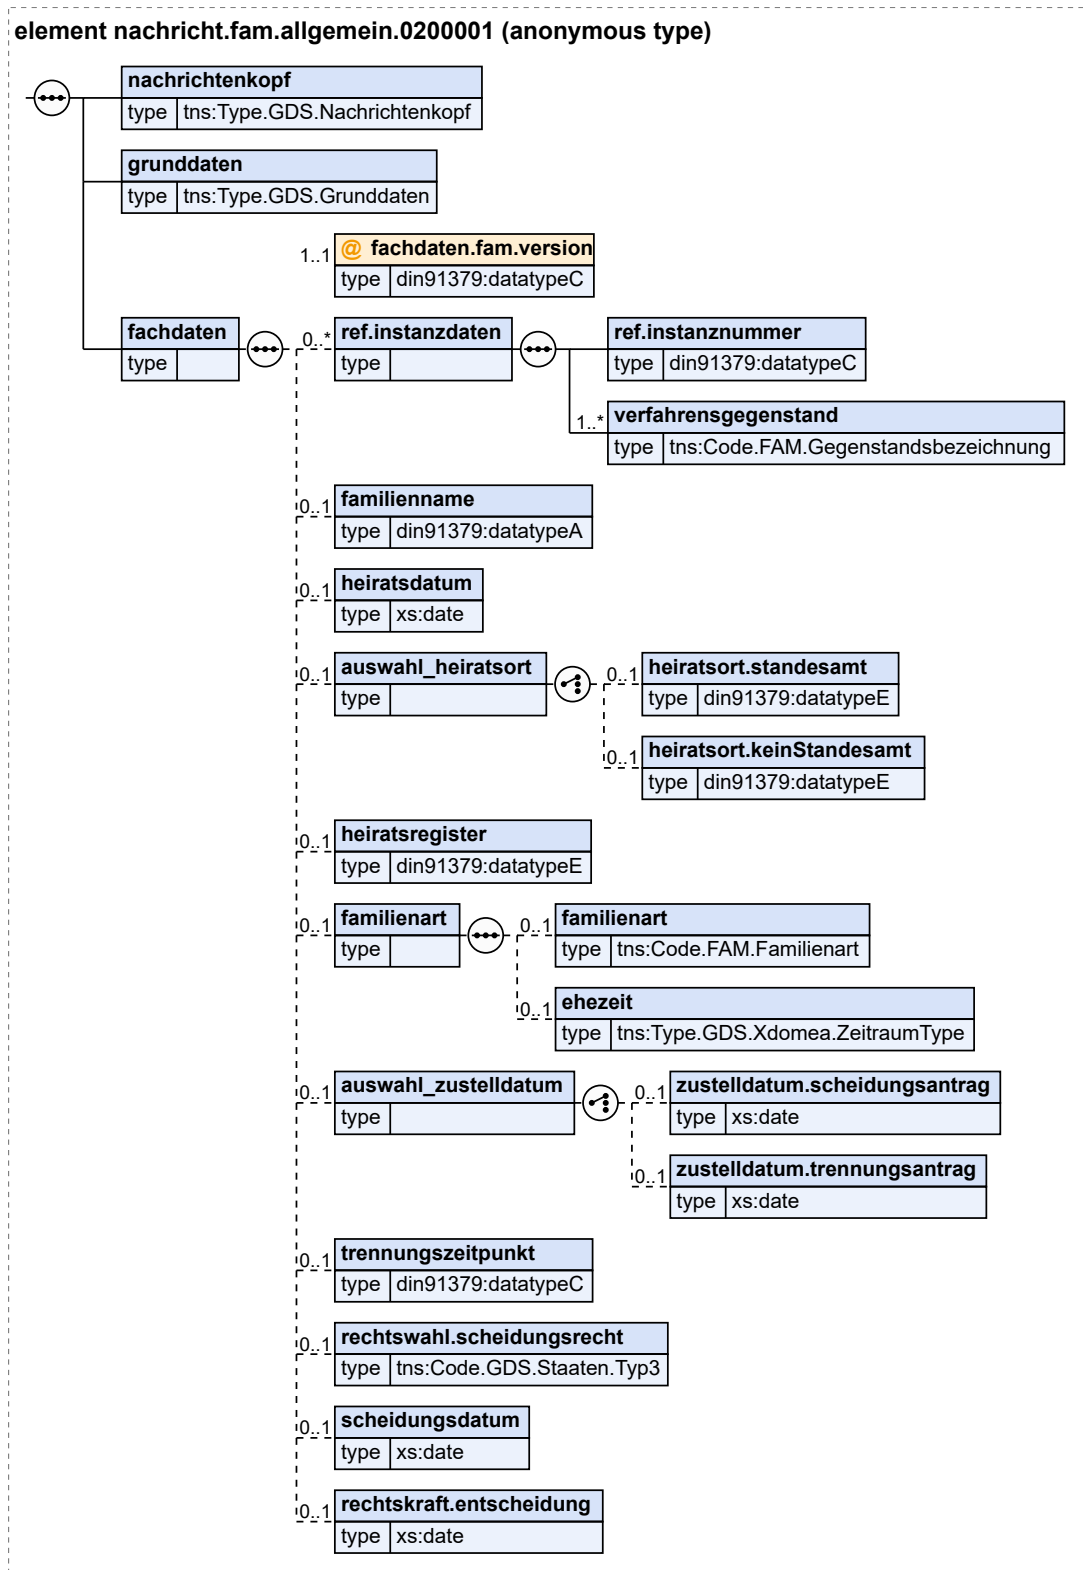 element nachricht.fam.allgemein.0200001 (anonymous type)
nachrichtenkopf
type tns:Type.GDS.Nachrichtenkopf
grunddaten
type tns:Type.GDS.Grunddaten
1..1 @ fachdaten.fam.version
type din91379:datatypeC
fachdaten
type
0..* ref.instanzdaten
type
ref.instanznummer
type din91379:datatypeC
1..* verfahrensgegenstand
type tns:Code.FAM.Gegenstandsbezeichnung
0..1 familienname
type din91379:datatypeA
0..1 heiratsdatum
type xs:date
0..1 auswahl_heiratsort
type
0..1 heiratsort.standesamt
type din91379:datatypeE
0..1 heiratsort.keinStandesamt
type din91379:datatypeE
0..1 heiratsregister
type din91379:datatypeE
0..1 familienart
type
0..1 familienart
type tns:Code.FAM.Familienart
0..1 ehezeit
type tns:Type.GDS.Xdomea.ZeitraumType
0..1 auswahl_zustelldatum
type
0..1 zustelldatum.scheidungsantrag
type xs:date
0..1 zustelldatum.trennungsantrag
type xs:date
0..1 trennungszeitpunkt
type din91379:datatypeC
0..1 rechtswahl.scheidungsrecht
type tns:Code.GDS.Staaten.Typ3
0..1 scheidungsdatum
type xs:date
0..1 rechtskraft.entscheidung
type xs:date